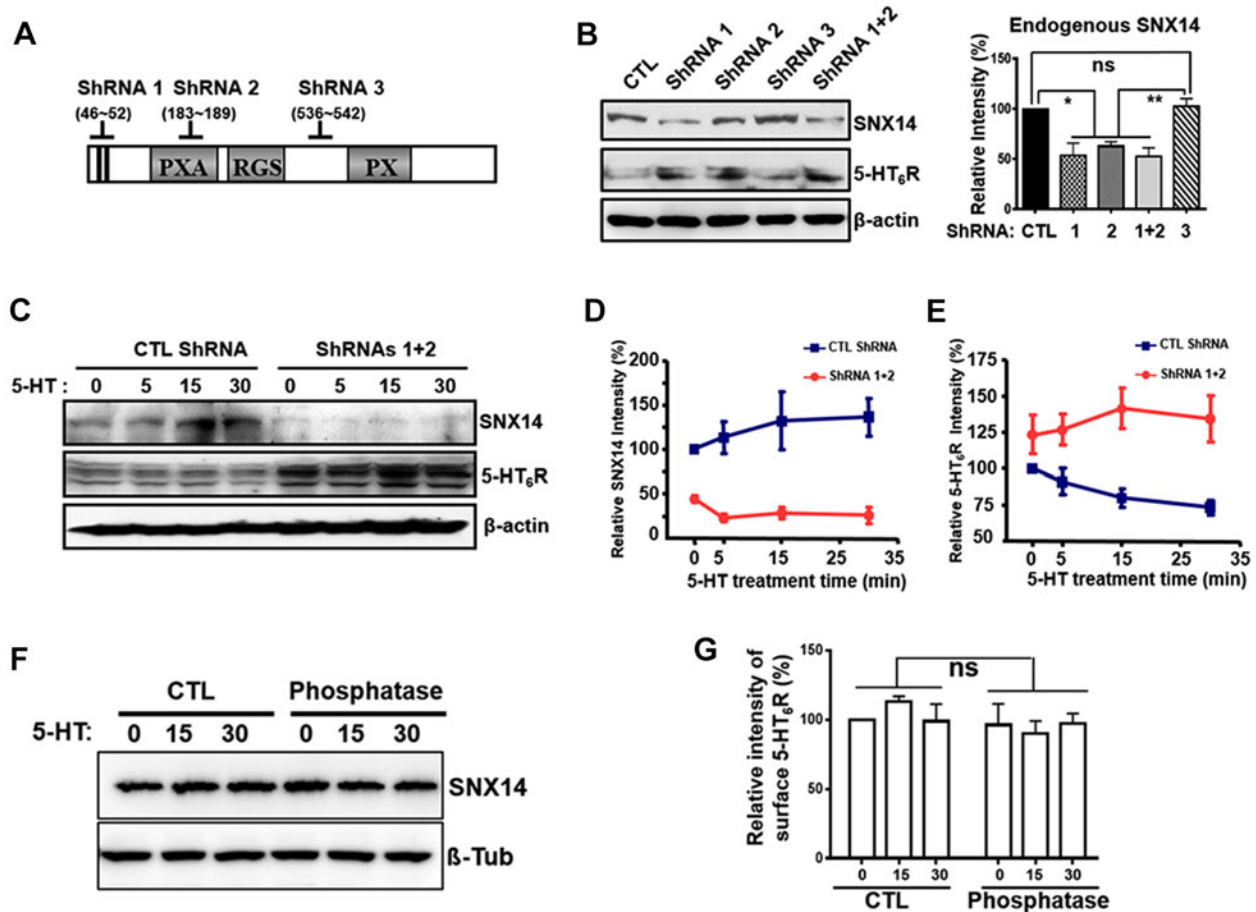 A
ShRNA 1 ShRNA 2 ShRNA 3
(46~52) (183~189) (536~542)
PXA RGS PX
B
CTL ShRNA 1 ShRNA 2 ShRNA 3 ShRNA 1+2
SNX14
5-HT6R
β-actin
Endogenous SNX14
Relative Intensity (%)
150
100
50
0
ns
* **
ShRNA: CTL 1 2 1+2 3
C
CTL ShRNA ShRNAs 1+2
5-HT : 0 5 15 30 0 5 15 30
SNX14
5-HT6R
β-actin
D
CTL ShRNA
ShRNA 1+2
Relative SNX14 Intensity (%)
200
150
100
50
0
0 5 15 25 35
5-HT treatment time (min)
E
CTL ShRNA
ShRNA 1+2
Relative 5-HT6R Intensity (%)
175
150
125
100
75
50
0 5 15 25 35
5-HT treatment time (min)
F
CTL Phosphatase
5-HT: 0 15 30 0 15 30
SNX14
ß-Tub
G
Relative intensity of
surface 5-HT6R (%)
150
100
50
0
ns
0 15 30 0 15 30
CTL Phosphatase